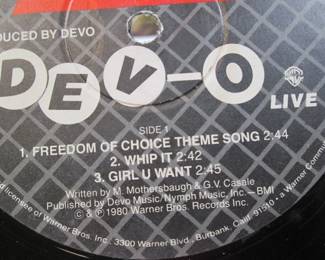 DUCED BY DEVO
DEV-O
LIVE
SIDE 1
1. FREEDOM OF CHOICE THEME SONG 2:44
2. WHIP IT 2:42
3. GIRL U WANT 2:45
Written by M. Mothersbaugh & G.V. Casale
Published by Devo Music/Nymph Music, Inc.—BMI
© & ℗ 1980 Warner Bros. Records Inc.
d licensee of Warner Bros. Inc. 3300 Warner Blvd., Burbank, Calif. 91510 • a Warner Commu